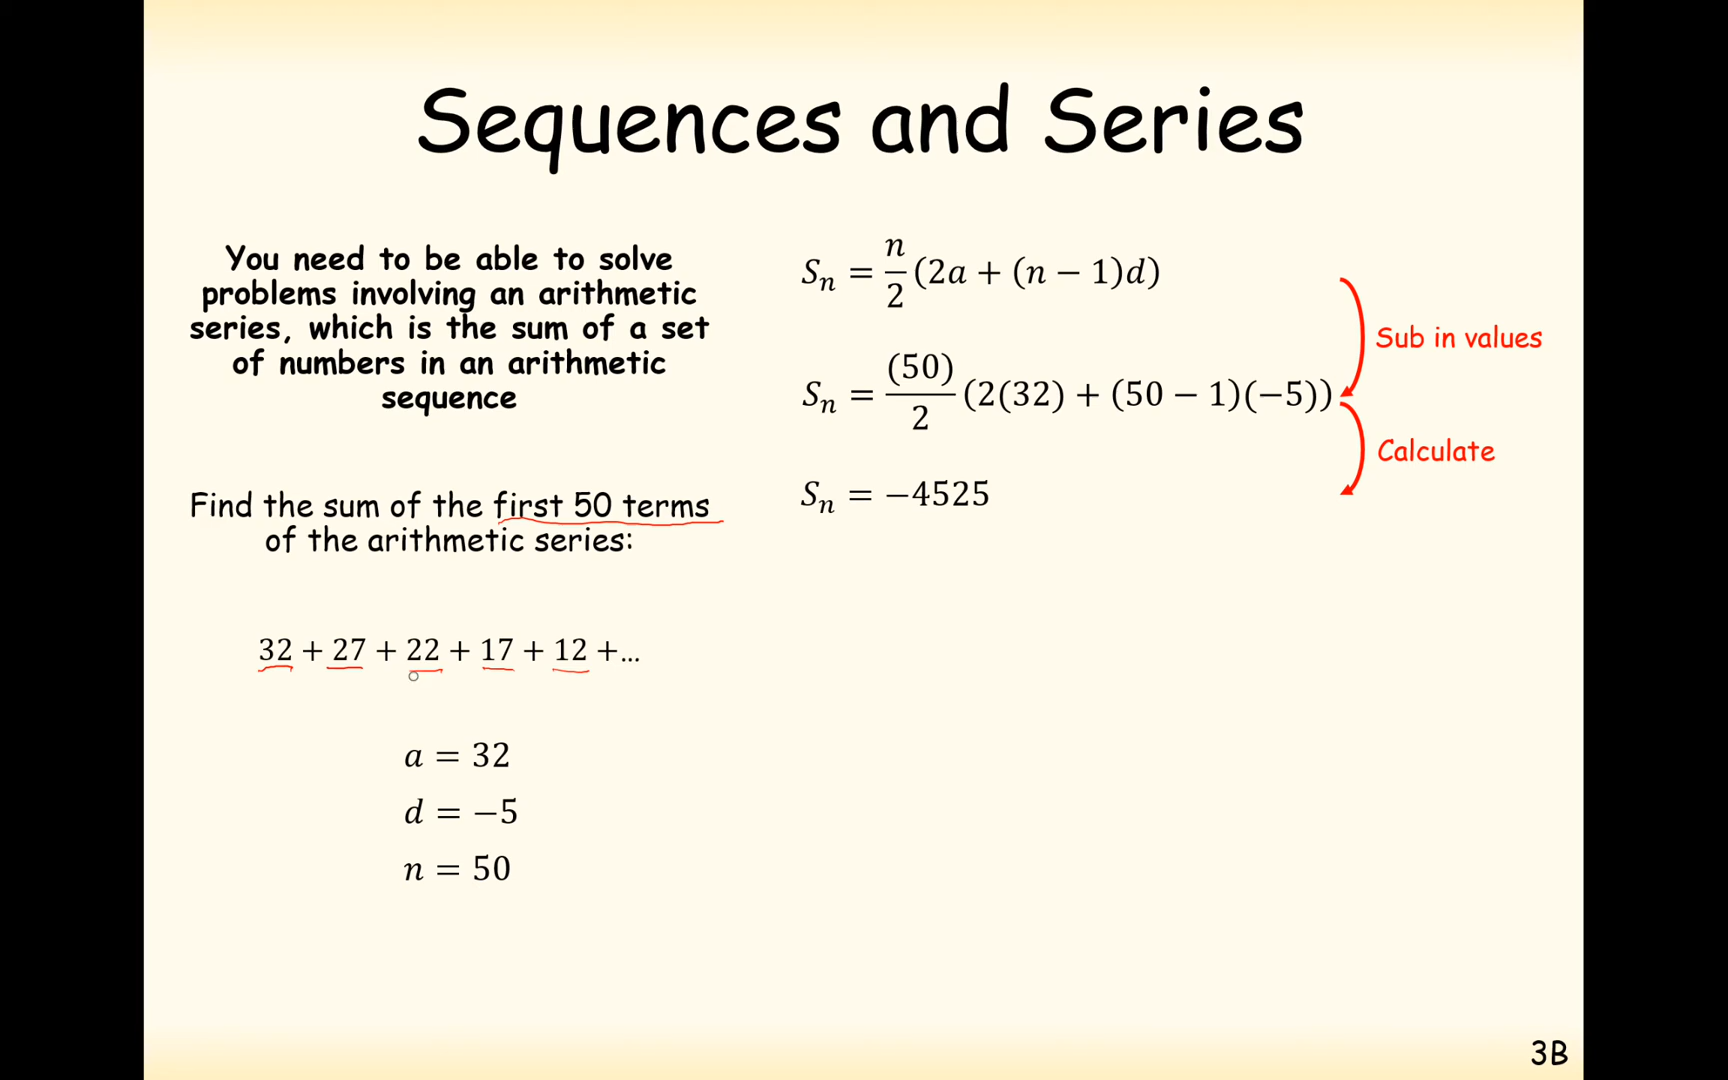 Sequences and Series
You need to be able to solve
problems involving an arithmetic
series, which is the sum of a set
of numbers in an arithmetic
sequence
Find the sum of the first 50 terms
of the arithmetic series:
32 + 27 + 22 + 17 + 12 +...
a = 32
d = −5
n = 50
Sₙ = n/2 (2a + (n − 1)d)
Sub in values
Sₙ = (50)/2 (2(32) + (50 − 1)(−5))
Calculate
Sₙ = −4525
3B